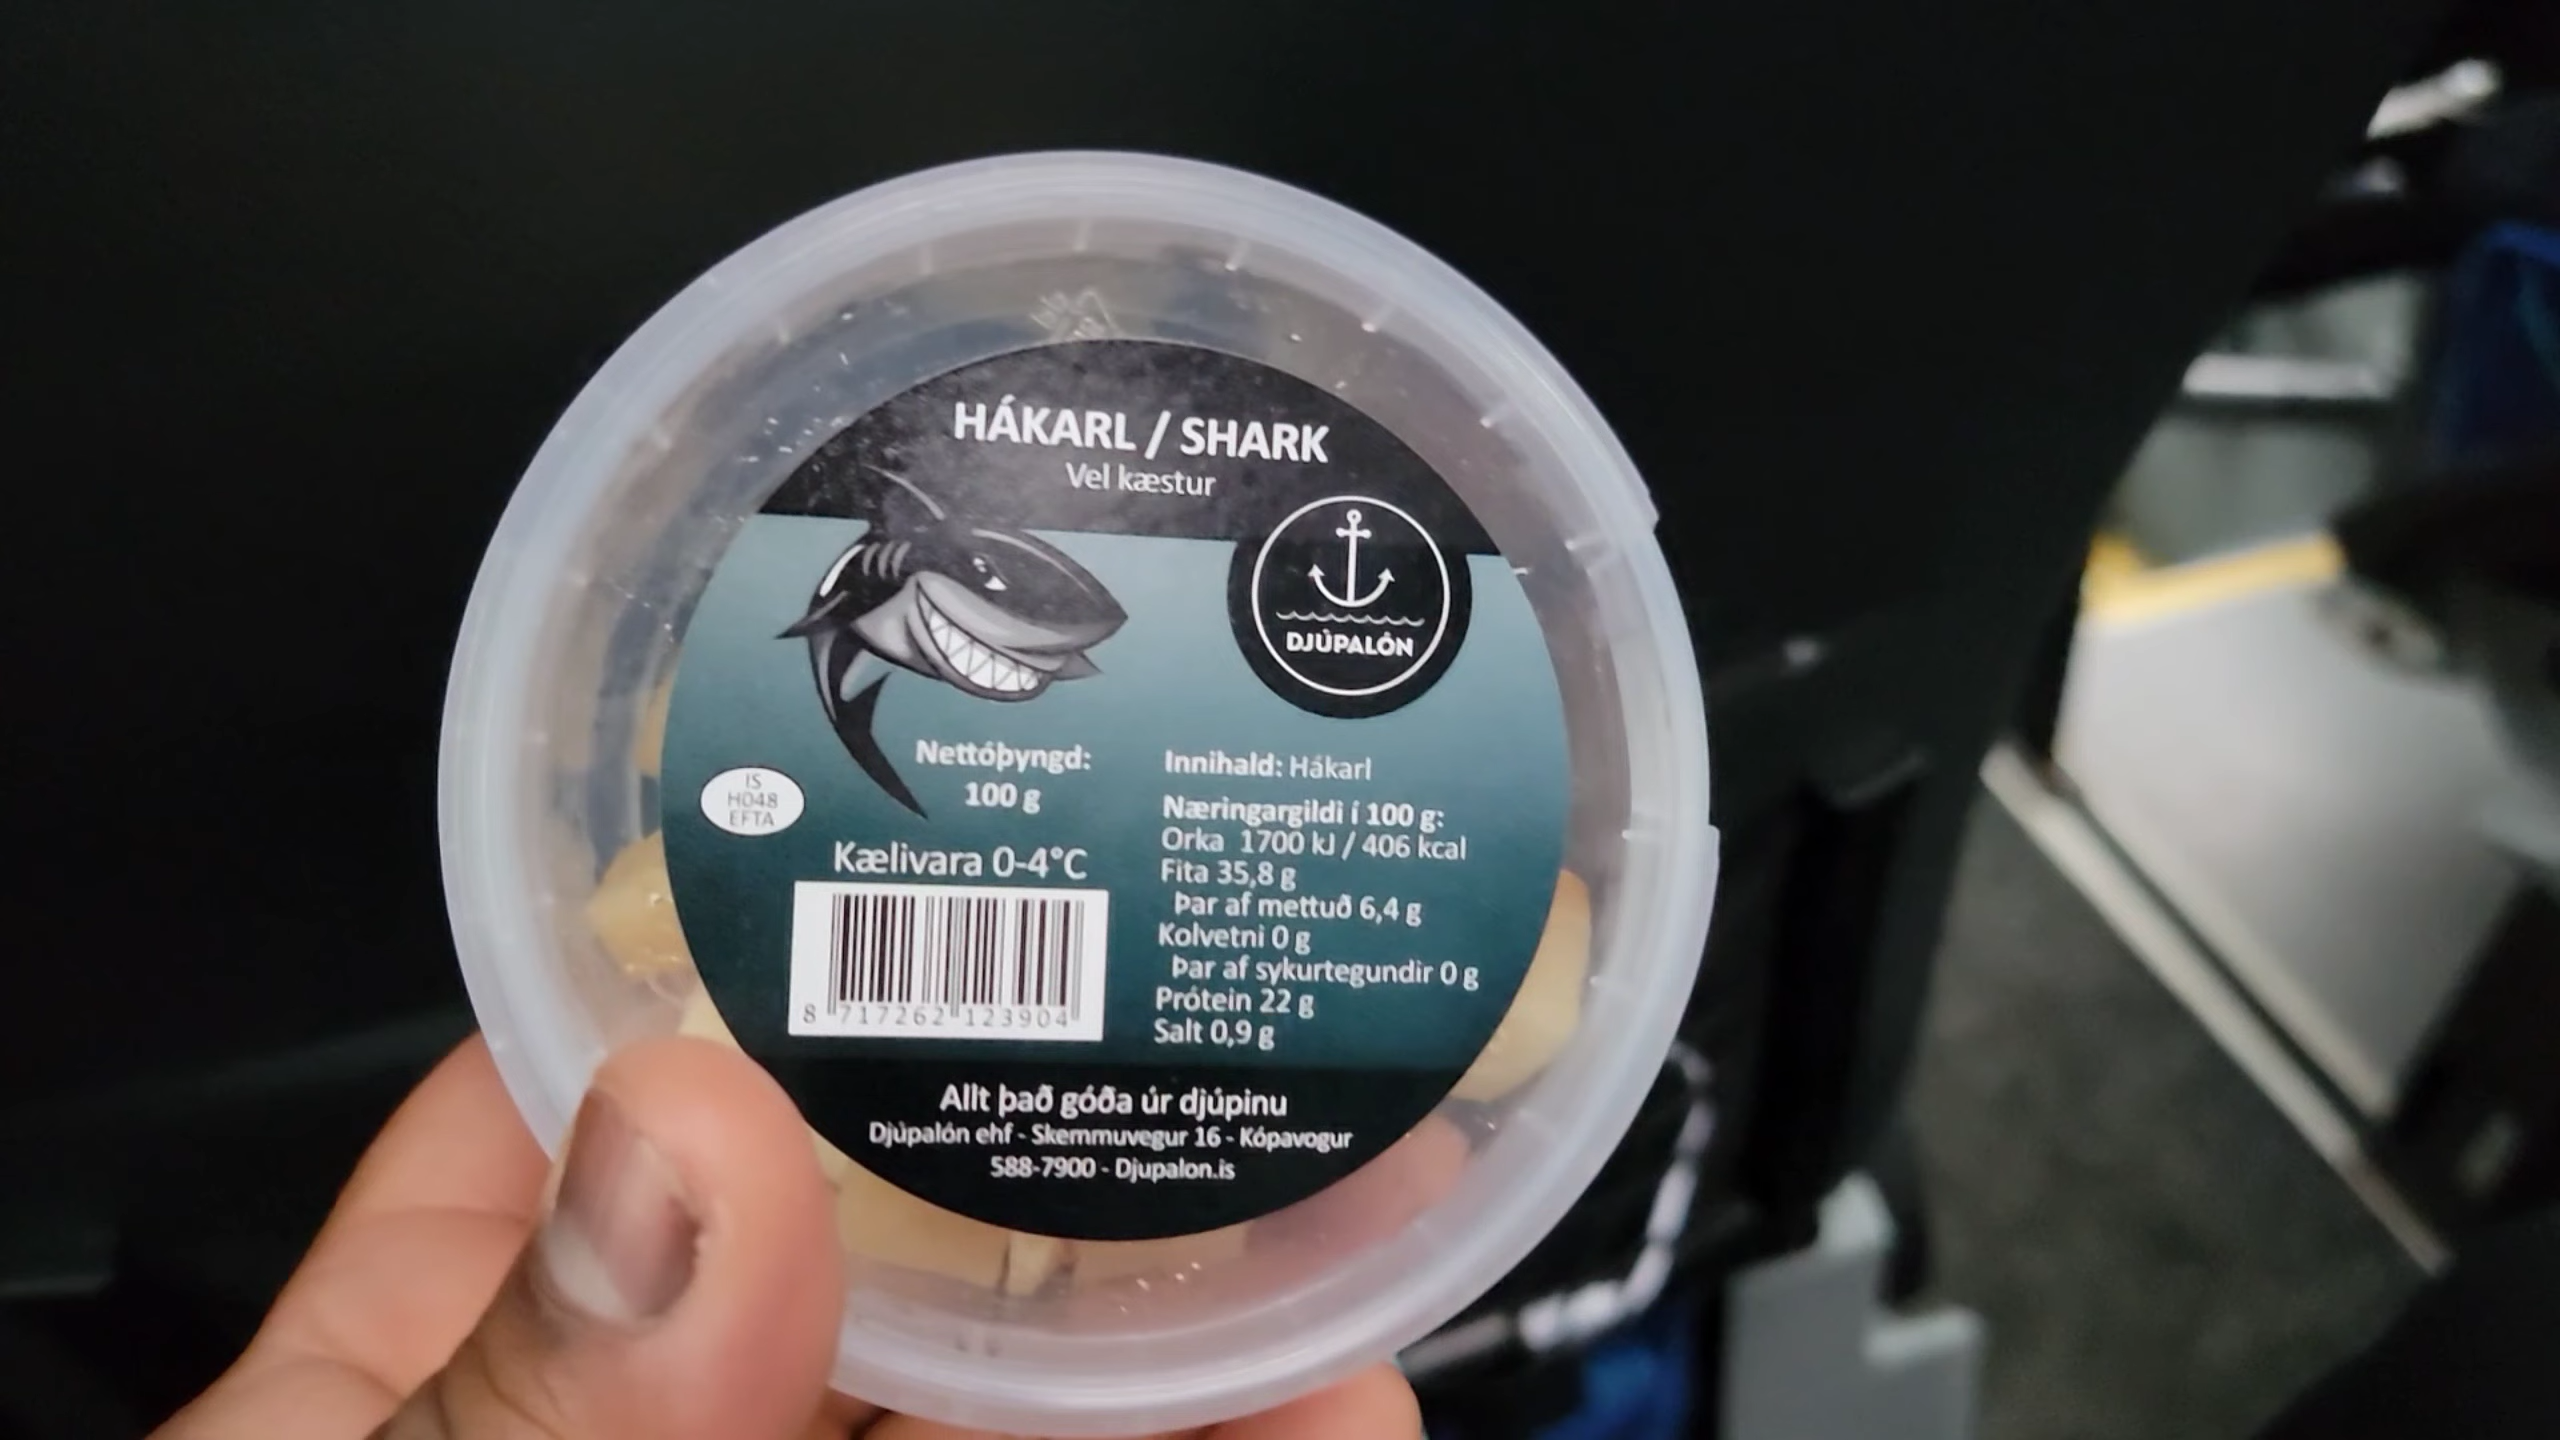 HÁKARL / SHARK
Vel kæstur
DJÚPALÓN
Nettóþyngd:
100 g
IS
H048
EFTA
Kælivara 0-4°C
8 717262 123904
Innihald: Hákarl
Næringargildi í 100 g:
Orka 1700 kJ / 406 kcal
Fita 35,8 g
Þar af mettuð 6,4 g
Kolvetni 0 g
Þar af sykurtegundir 0 g
Prótein 22 g
Salt 0,9 g
Allt það góða úr djúpinu
Djúpalón ehf - Skemmuvegur 16 - Kópavogur
588-7900 - Djupalon.is